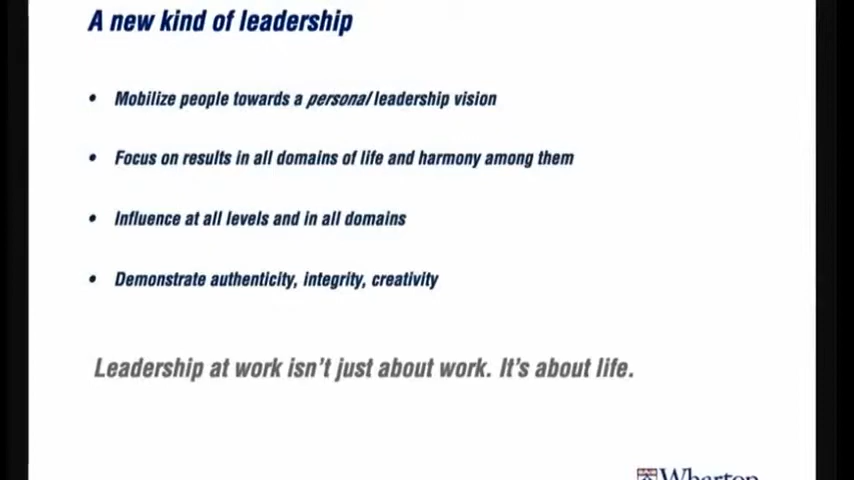 A new kind of leadership
• Mobilize people towards a personal leadership vision
• Focus on results in all domains of life and harmony among them
• Influence at all levels and in all domains
• Demonstrate authenticity, integrity, creativity
Leadership at work isn't just about work. It's about life.
Wharton